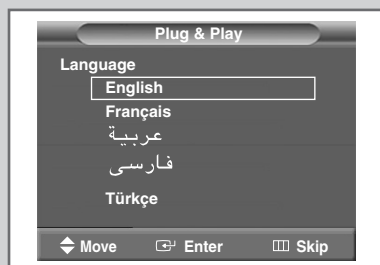 Plug & Play
Language
English
Français
عربية
فارسی
Türkçe
Move Enter Skip